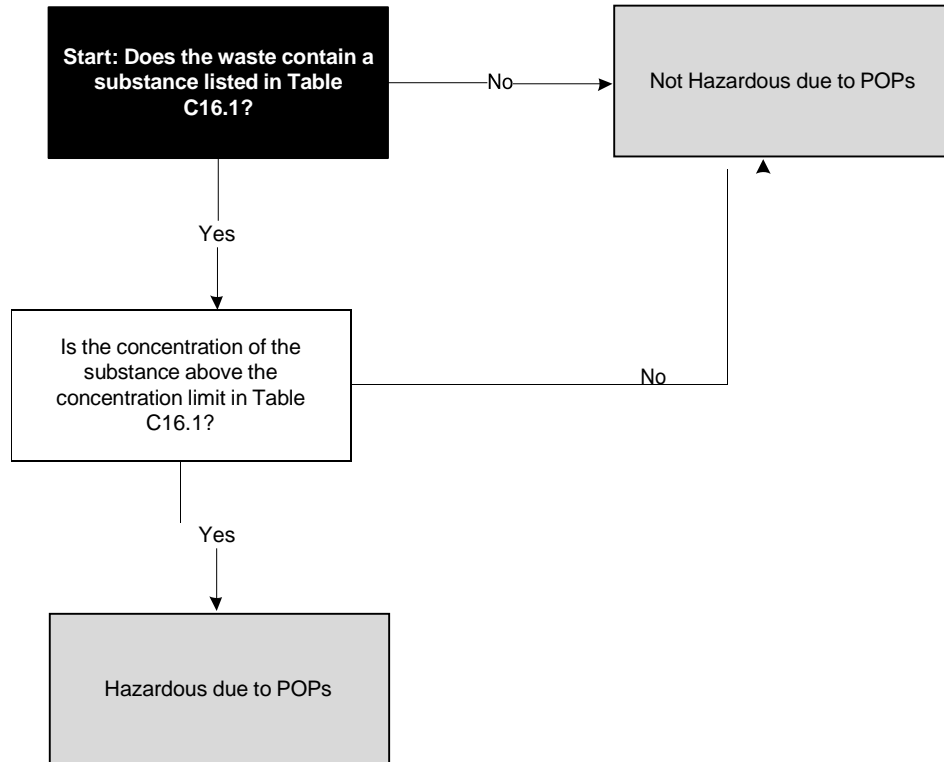 Start: Does the waste contain a
substance listed in Table
C16.1?
No
Not Hazardous due to POPs
Yes
Is the concentration of the
substance above the
concentration limit in Table
C16.1?
No
Yes
Hazardous due to POPs